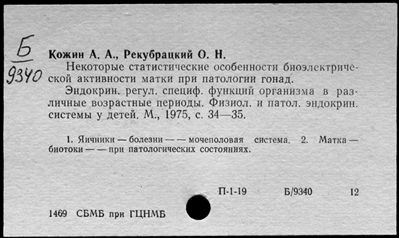 Б
9340
Кожин А. А., Рекубрацкий О. Н.
Некоторые статистические особенности биоэлектриче-
ской активности матки при патологии гонад.
Эндокрин. регул. специф. функций организма в раз-
личные возрастные периоды. Физиол. и патол. эндокрин.
системы у детей. М., 1975, с. 34—35.
1. Яичники—болезни— —мочеполовая система. 2. Матка—
биотоки— —при патологических состояниях.
П-1-19 Б/9340 12
1469 СБМБ при ГЦНМБ